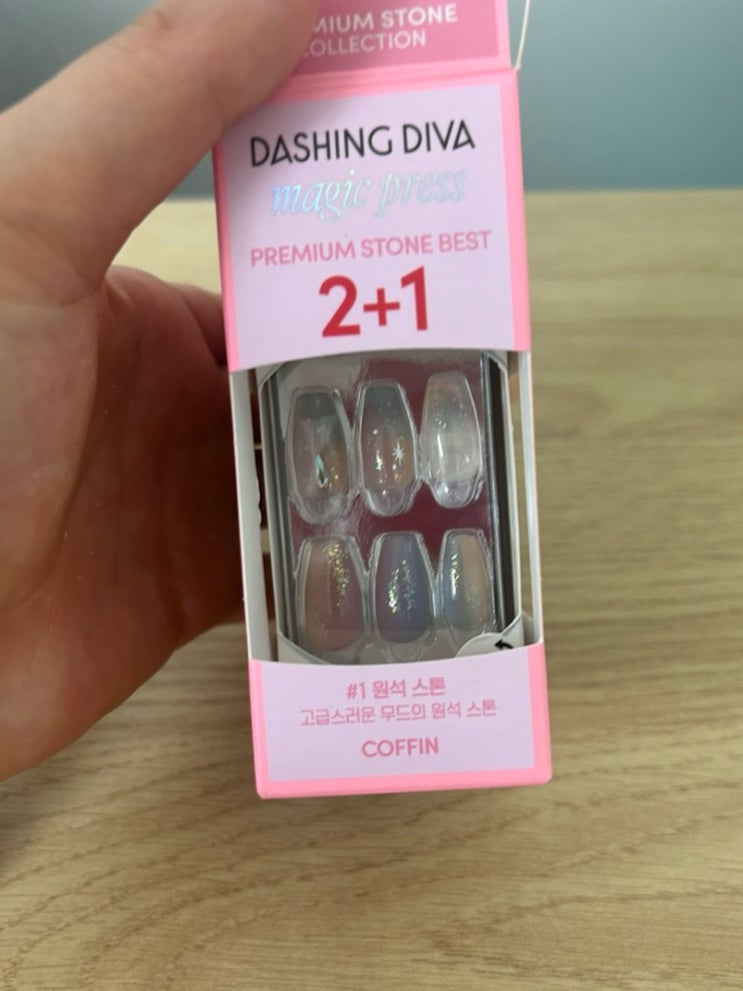 MIUM STONE
COLLECTION
DASHING DIVA
magic press
PREMIUM STONE BEST
2+1
#1 원석 스톤
고급스러운 무드의 원석 스톤
COFFIN